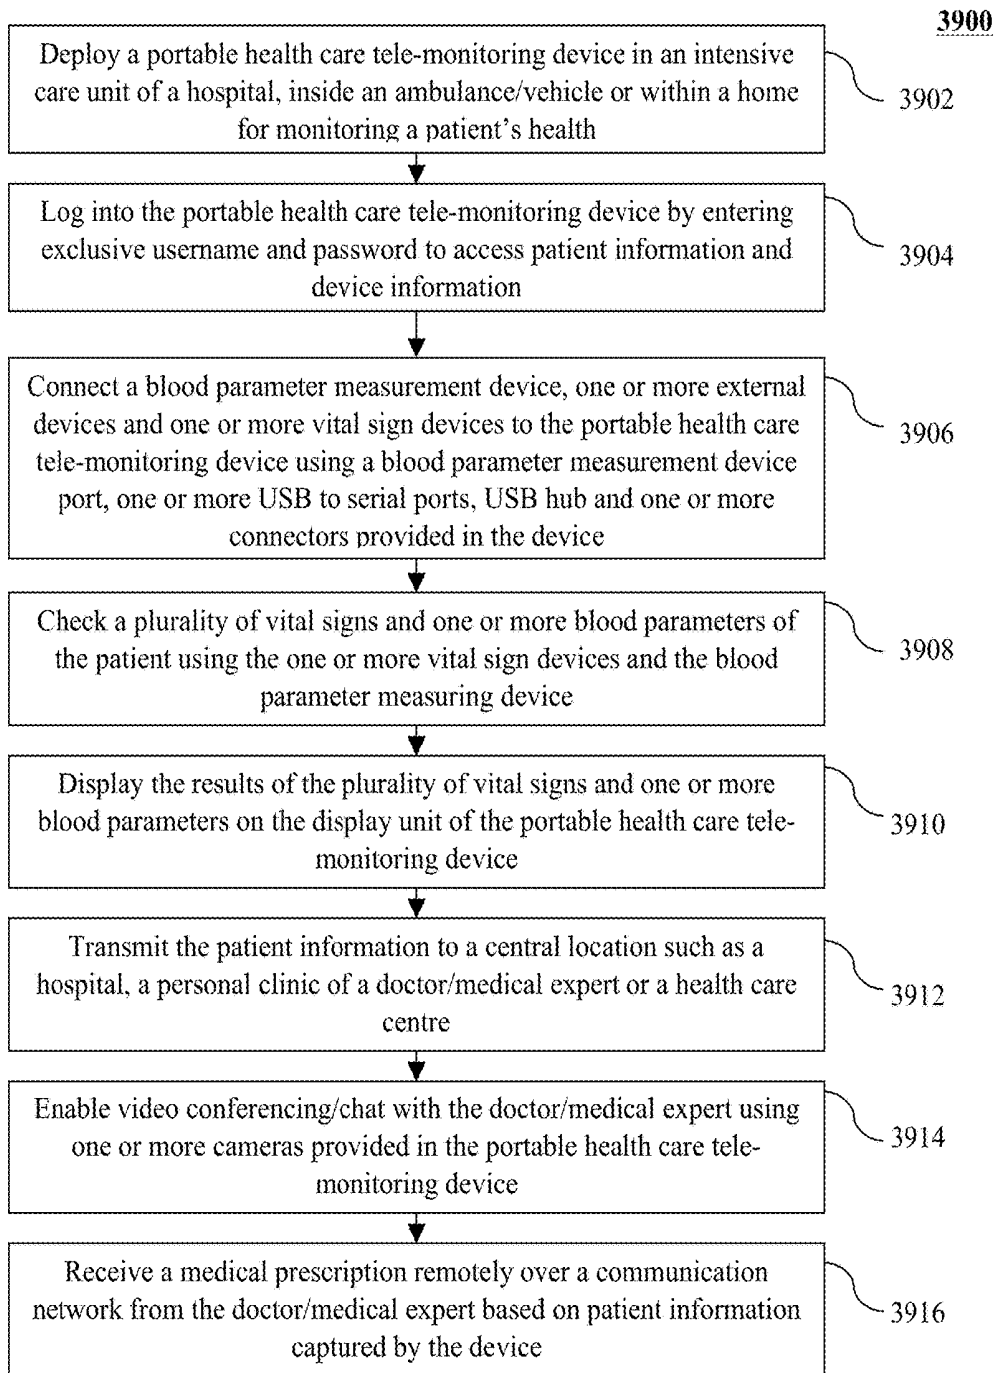 3900
Deploy a portable health care tele-monitoring device in an intensive
care unit of a hospital, inside an ambulance/vehicle or within a home
for monitoring a patient's health
3902
Log into the portable health care tele-monitoring device by entering
exclusive username and password to access patient information and
device information
3904
Connect a blood parameter measurement device, one or more external
devices and one or more vital sign devices to the portable health care
tele-monitoring device using a blood parameter measurement device
port, one or more USB to serial ports, USB hub and one or more
connectors provided in the device
3906
Check a plurality of vital signs and one or more blood parameters of
the patient using the one or more vital sign devices and the blood
parameter measuring device
3908
Display the results of the plurality of vital signs and one or more
blood parameters on the display unit of the portable health care tele-
monitoring device
3910
Transmit the patient information to a central location such as a
hospital, a personal clinic of a doctor/medical expert or a health care
centre
3912
Enable video conferencing/chat with the doctor/medical expert using
one or more cameras provided in the portable health care tele-
monitoring device
3914
Receive a medical prescription remotely over a communication
network from the doctor/medical expert based on patient information
captured by the device
3916